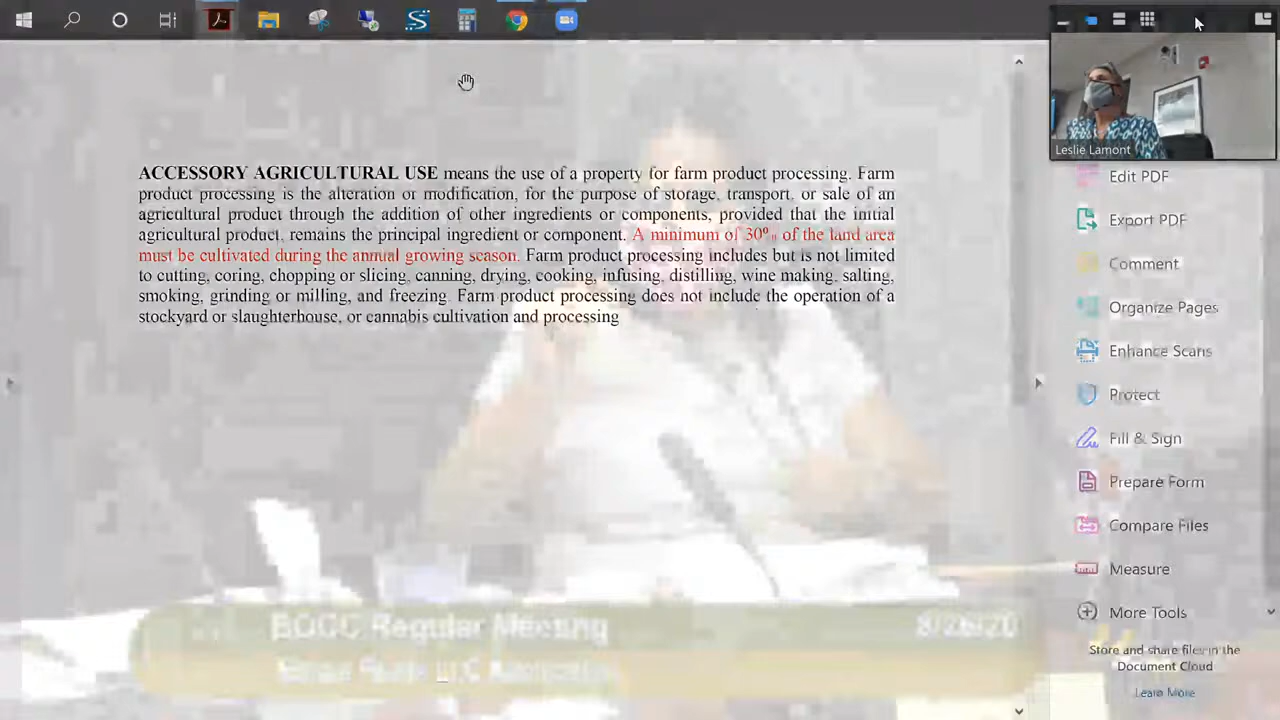 Leslie Lamont
ACCESSORY AGRICULTURAL USE means the use of a property for farm product processing. Farm
product processing is the alteration or modification, for the purpose of storage, transport, or sale of an
agricultural product through the addition of other ingredients or components, provided that the initial
agricultural product, remains the principal ingredient or component. A minimum of 30% of the land area
must be cultivated during the annual growing season. Farm product processing includes but is not limited
to cutting, coring, chopping or slicing, canning, drying, cooking, infusing, distilling, wine making. salting,
smoking, grinding or milling, and freezing. Farm product processing does not include the operation of a
stockyard or slaughterhouse, or cannabis cultivation and processing
Edit PDF
Export PDF
Comment
Organize Pages
Enhance Scans
Protect
Fill & Sign
Prepare Form
Compare Files
Measure
More Tools
Store and share files in the
Document Cloud
Learn More
BOCC Regular Meeting
8/26/20
LLC